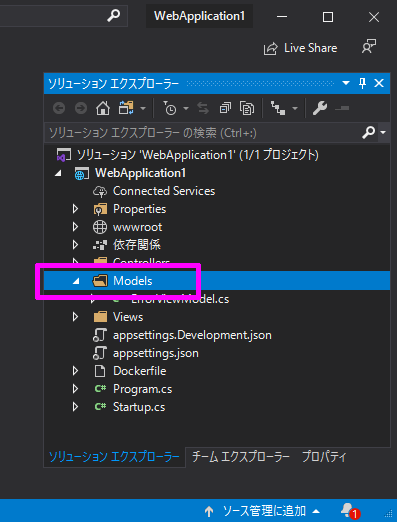 WebApplication1
Live Share
ソリューション エクスプローラー
ソリューション エクスプローラー の検索 (Ctrl+:)
ソリューション 'WebApplication1' (1/1 プロジェクト)
WebApplication1
Connected Services
Properties
wwwroot
依存関係
Controllers
Models
ErrorViewModel.cs
Views
appsettings.Development.json
appsettings.json
Dockerfile
C# Program.cs
C# Startup.cs
ソリューション エクスプローラー チーム エクスプローラー プロパティ
ソース管理に追加 1